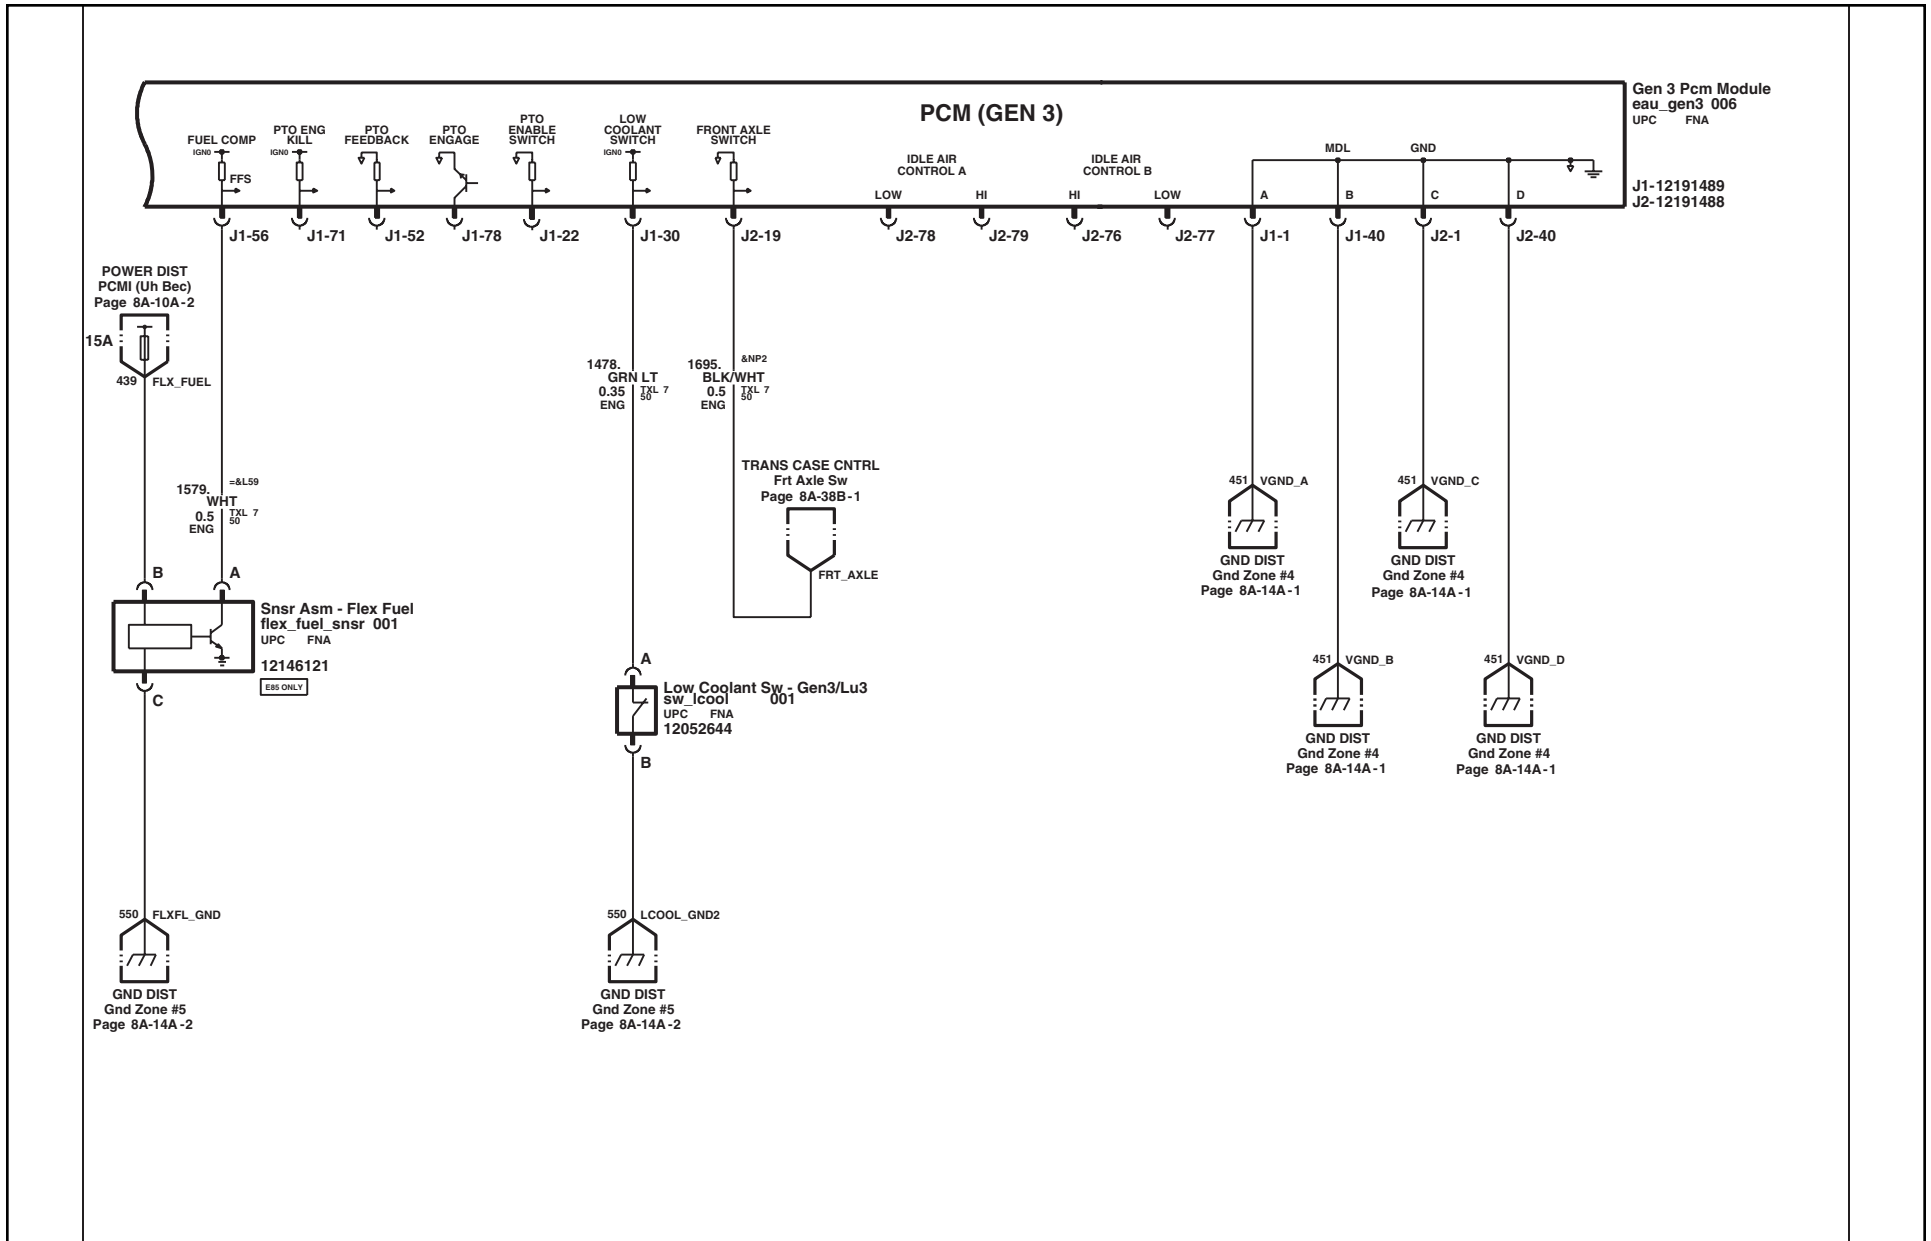 PCM (GEN 3)
Gen 3 Pcm Module
eau_gen3 006
UPC FNA
J1-12191489
J2-12191488
FUEL COMP
IGN0
FFS
PTO ENG
KILL
IGN0
PTO
FEEDBACK
PTO
ENGAGE
PTO
ENABLE
SWITCH
LOW
COOLANT
SWITCH
IGN0
FRONT AXLE
SWITCH
IDLE AIR
CONTROL A
LOW HI
IDLE AIR
CONTROL B
HI LOW
MDL GND
A B C D
J1-56 J1-71 J1-52 J1-78 J1-22 J1-30 J2-19 J2-78 J2-79 J2-76 J2-77 J1-1 J1-40 J2-1 J2-40
POWER DIST
PCMI (Uh Bec)
Page 8A-10A-2
15A
439 FLX_FUEL
1579. =&L59
WHT
0.5 TXL 7
ENG 50
1478.
GRN LT
0.35 TXL 7
ENG 50
1695. &NP2
BLK/WHT
0.5 TXL 7
ENG 50
TRANS CASE CNTRL
Frt Axle Sw
Page 8A-38B-1
FRT_AXLE
451 VGND_A
GND DIST
Gnd Zone #4
Page 8A-14A-1
451 VGND_C
GND DIST
Gnd Zone #4
Page 8A-14A-1
B A
Snsr Asm - Flex Fuel
flex_fuel_snsr 001
UPC FNA
12146121
E85 ONLY
C
A
Low Coolant Sw - Gen3/Lu3
sw_lcool 001
UPC FNA
12052644
B
451 VGND_B
GND DIST
Gnd Zone #4
Page 8A-14A-1
451 VGND_D
GND DIST
Gnd Zone #4
Page 8A-14A-1
550 FLXFL_GND
GND DIST
Gnd Zone #5
Page 8A-14A-2
550 LCOOL_GND2
GND DIST
Gnd Zone #5
Page 8A-14A-2